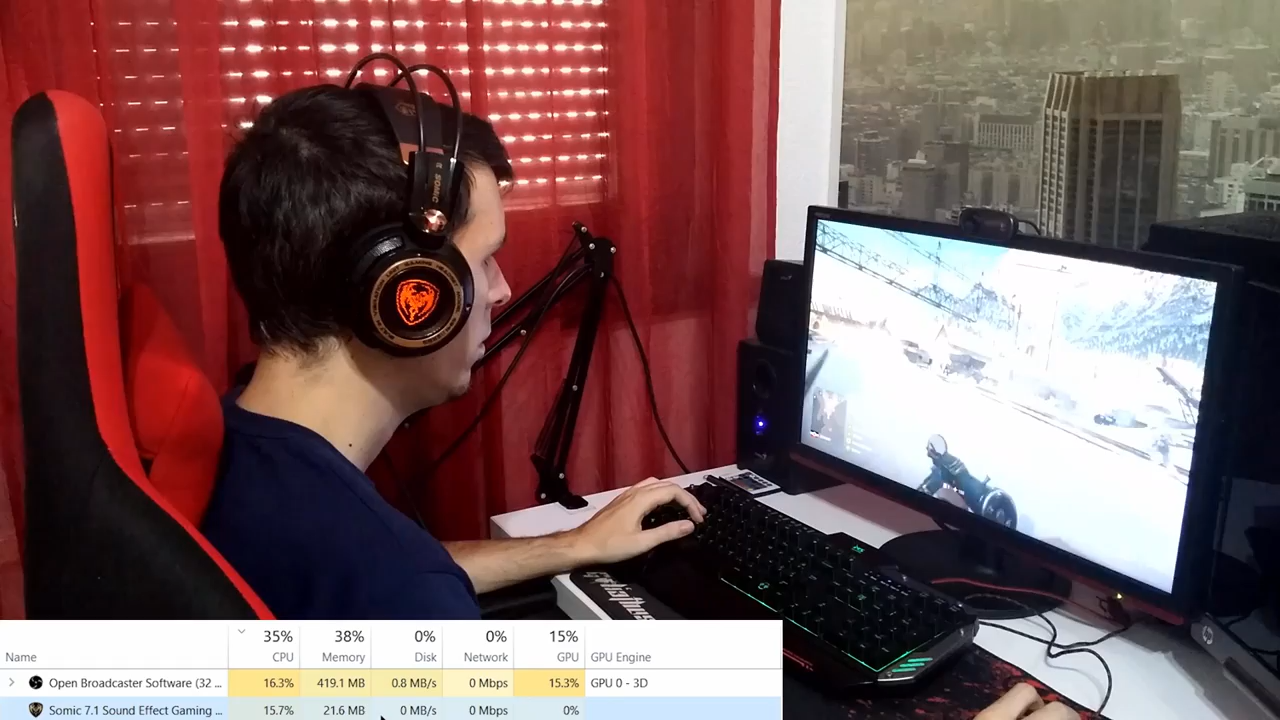 SOMIC
35% 38% 0% 0% 15%
Name CPU Memory Disk Network GPU GPU Engine
Open Broadcaster Software (32 ... 16.3% 419.1 MB 0.8 MB/s 0 Mbps 15.3% GPU 0 - 3D
Somic 7.1 Sound Effect Gaming ... 15.7% 21.6 MB 0 MB/s 0 Mbps 0%
hp